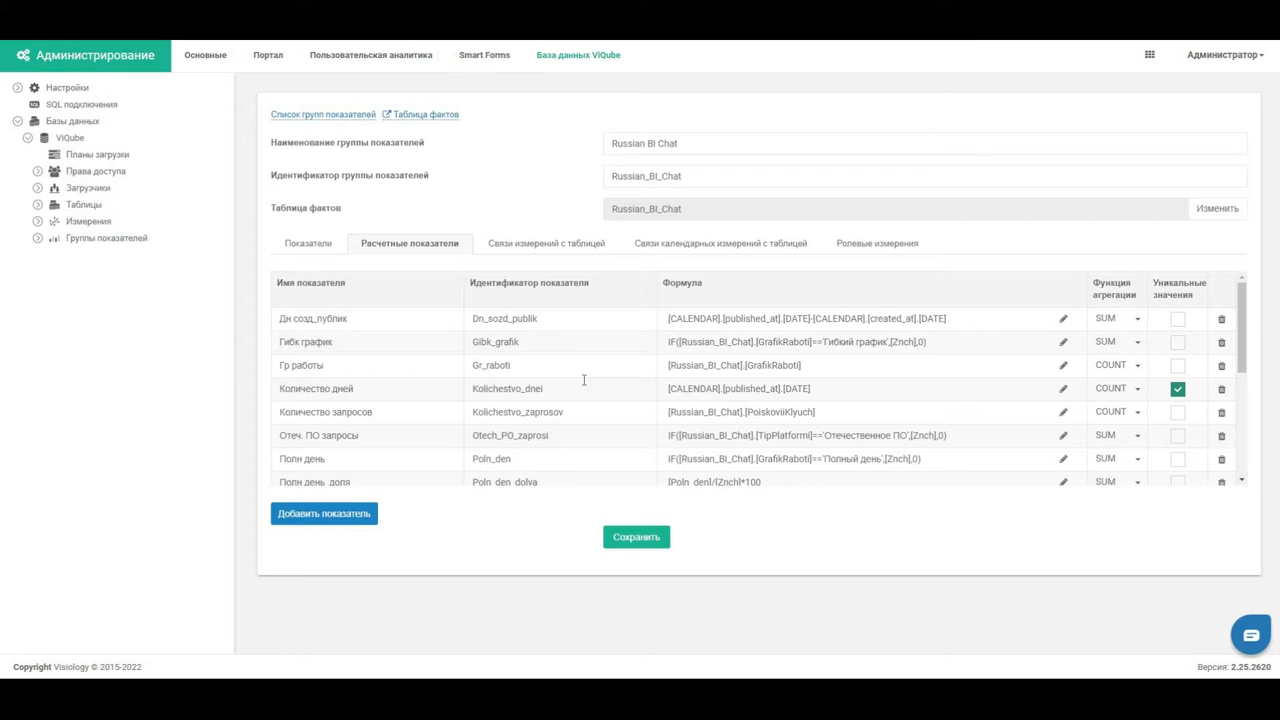 Администрирование
Основные
Портал
Пользовательская аналитика
Smart Forms
База данных ViQube
Администратор
Настройки
SQL подключения
Базы данных
ViQube
Планы загрузки
Права доступа
Загрузчики
Таблицы
Измерения
Группы показателей
Список групп показателей Таблица фактов
Наименование группы показателей Russian BI Chat
Идентификатор группы показателей Russian_BI_Chat
Таблица фактов Russian_BI_Chat Изменить
Показатели Расчетные показатели Связи измерений с таблицей Связи календарных измерений с таблицей Ролевые измерения
Имя показателя Идентификатор показателя Формула Функция агрегации Уникальные значения
Дн созд_публик Dn_sozd_publik [CALENDAR].[published_at].[DATE]-[CALENDAR].[created_at].[DATE] SUM
Гибк график Gibk_grafik IF([Russian_BI_Chat].[GrafikRaboti]=='Гибкий график',[Znch],0) SUM
Гр работы Gr_raboti [Russian_BI_Chat].[GrafikRaboti] COUNT
Количество дней Kolichestvo_dnei [CALENDAR].[published_at].[DATE] COUNT
Количество запросов Kolichestvo_zaprosov [Russian_BI_Chat].[PoiskoviiKlyuch] COUNT
Отеч. ПО запросы Otech_PO_zaprosi IF([Russian_BI_Chat].[TipPlatformi]=='Отечественное ПО',[Znch],0) SUM
Полн день Poln_den IF([Russian_BI_Chat].[GrafikRaboti]=='Полный день',[Znch],0) SUM
Полн день_доля Poln_den_dolya [Poln_den]/[Znch]*100 SUM
Добавить показатель
Сохранить
Copyright Visiology © 2015-2022
Версия: 2.25.2620